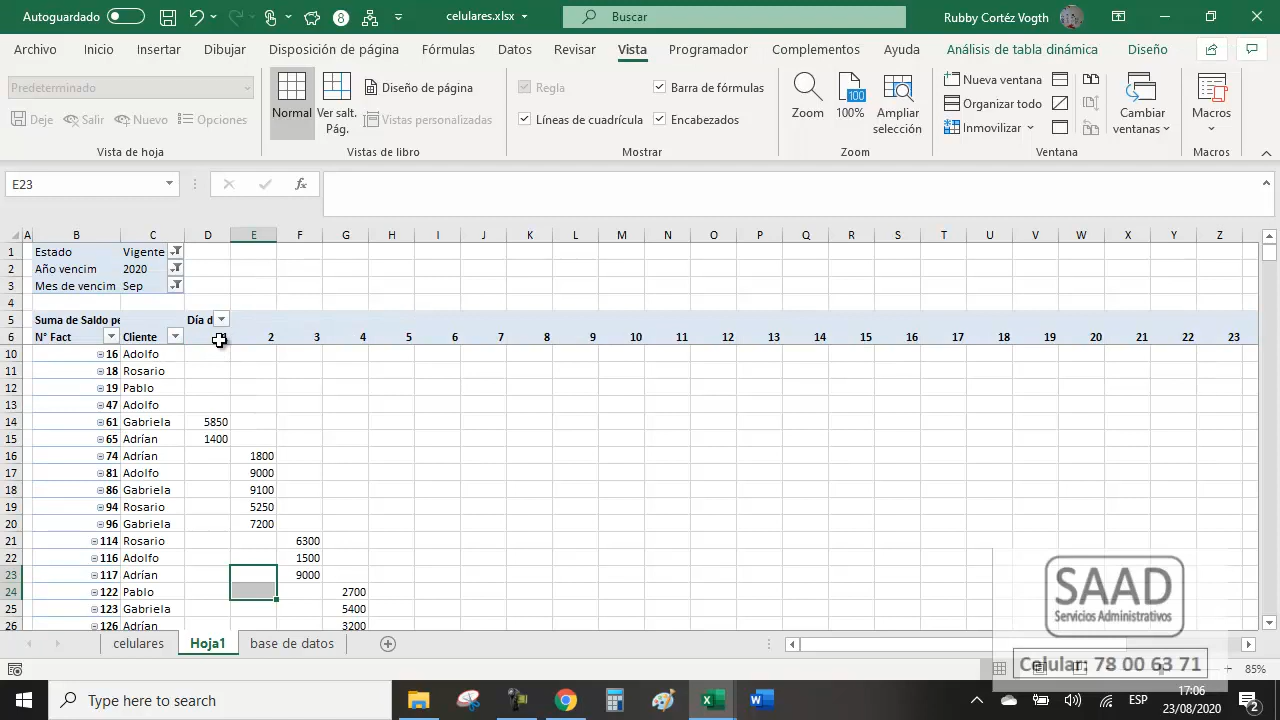 Autoguardado
8
celulares.xlsx
Buscar
Rubby Cortéz Vogth
Archivo Inicio Insertar Dibujar Disposición de página Fórmulas Datos Revisar Vista Programador Complementos Ayuda Análisis de tabla dinámica Diseño
Predeterminado
Deje Salir Nuevo Opciones
Vista de hoja
Normal
Ver salt. Pág.
Diseño de página
Vistas personalizadas
Vistas de libro
Regla
Barra de fórmulas
Líneas de cuadrícula
Encabezados
Mostrar
Zoom
100
100%
Ampliar selección
Zoom
Nueva ventana
Organizar todo
Inmovilizar
Cambiar ventanas
Ventana
Macros
Macros
E23
fx
A B C D E F G H I J K L M N O P Q R S T U V W X Y Z
1 Estado Vigente
2 Año vencim 2020
3 Mes de vencim Sep
4
5 Suma de Saldo pe Día d
6 N° Fact Cliente 2 3 4 5 6 7 8 9 10 11 12 13 14 15 16 17 18 19 20 21 22 23
10 16 Adolfo
11 18 Rosario
12 19 Pablo
13 47 Adolfo
14 61 Gabriela 5850
15 65 Adrían 1400
16 74 Adrían 1800
17 81 Adolfo 9000
18 86 Gabriela 9100
19 94 Rosario 5250
20 96 Gabriela 7200
21 114 Rosario 6300
22 116 Adolfo 1500
23 117 Adrían 9000
24 122 Pablo 2700
25 123 Gabriela 5400
26 126 Adrían 3200
SAAD
Servicios Administrativos
Celular: 78 00 63 71
celulares Hoja1 base de datos
85%
Type here to search
ESP
17:06
23/08/2020
2